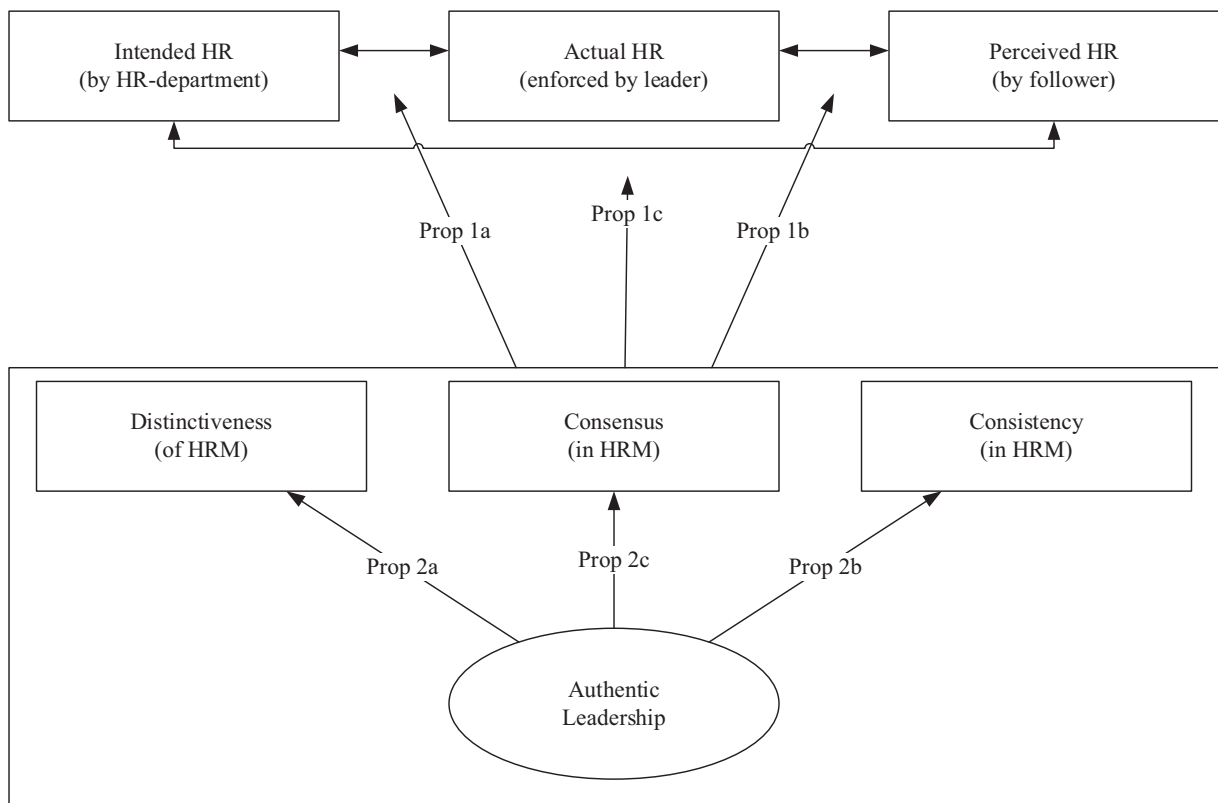 Intended HR
(by HR-department)
Actual HR
(enforced by leader)
Perceived HR
(by follower)
Prop 1c
Prop 1a
Prop 1b
Distinctiveness
(of HRM)
Consensus
(in HRM)
Consistency
(in HRM)
Prop 2a
Prop 2c
Prop 2b
Authentic
Leadership